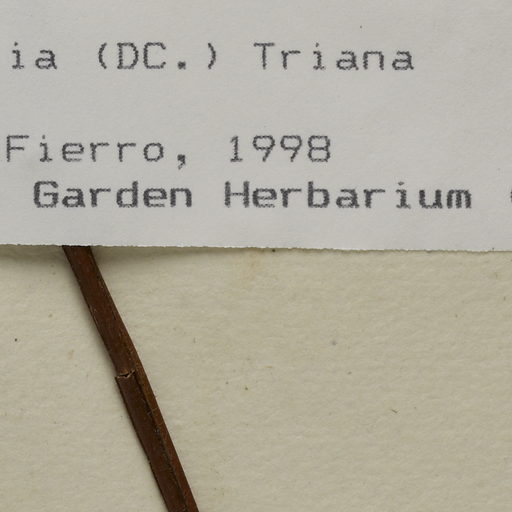 ia (DC.) Triana
Fierro, 1998
Garden Herbarium (